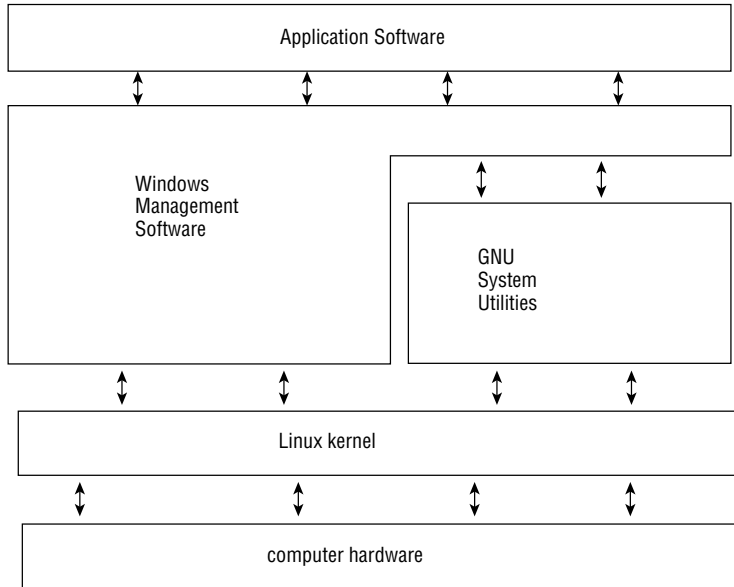 Application Software
Windows
Management
Software
GNU
System
Utilities
Linux kernel
computer hardware